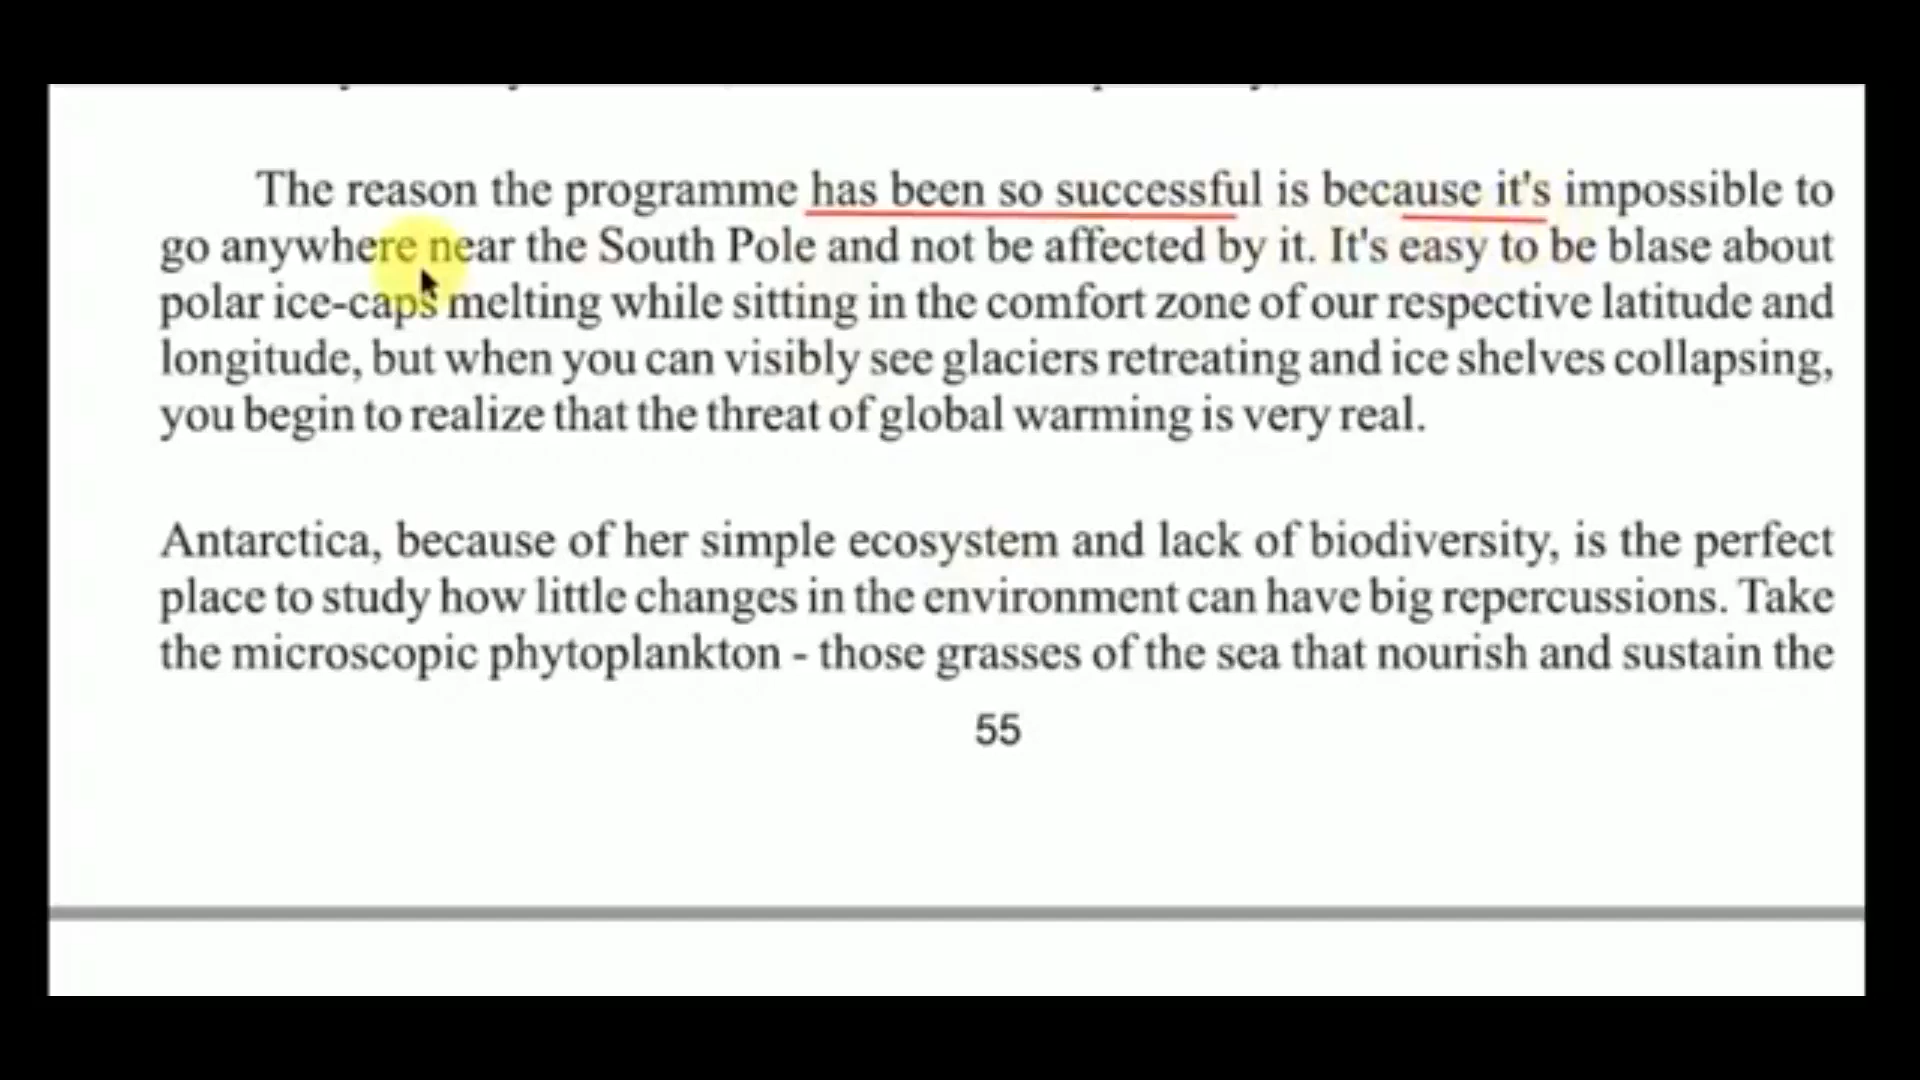 The reason the programme has been so successful is because it's impossible to
go anywhere near the South Pole and not be affected by it. It's easy to be blase about
polar ice-caps melting while sitting in the comfort zone of our respective latitude and
longitude, but when you can visibly see glaciers retreating and ice shelves collapsing,
you begin to realize that the threat of global warming is very real.
Antarctica, because of her simple ecosystem and lack of biodiversity, is the perfect
place to study how little changes in the environment can have big repercussions. Take
the microscopic phytoplankton - those grasses of the sea that nourish and sustain the
55